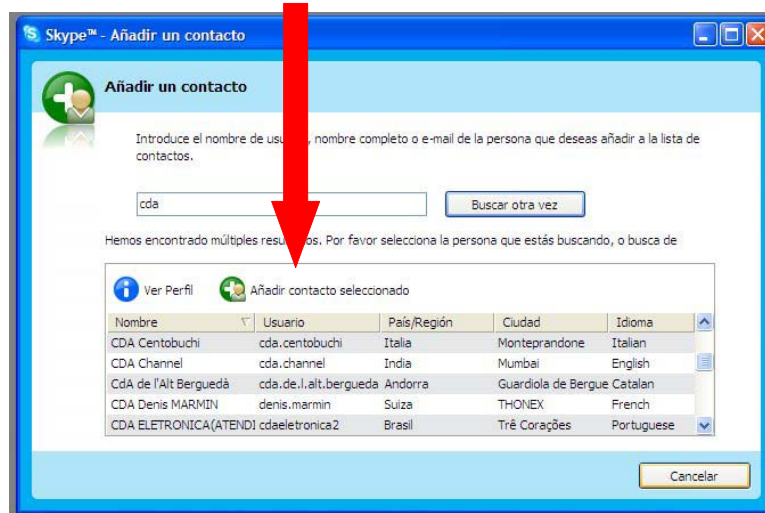 Skype™ - Añadir un contacto
Añadir un contacto
Introduce el nombre de nombre completo o e-mail de la persona que deseas añadir a la lista de
contactos.
cda
Buscar otra vez
Hemos encontrado múltiples Por favor selecciona la persona que estás buscando, o busca de
Ver Perfil Añadir contacto seleccionado
Nombre Usuario País/Región Ciudad Idioma
CDA Centobuchi cda.centobuchi Italia Monteprandone Italian
CDA Channel cda.channel India Mumbai English
CdA de l'Alt Berguedà cda.de.l.alt.bergueda Andorra Guardiola de Bergue Catalan
CDA Denis MARMIN denis.marmin Suiza THONEX French
CDA ELETRONICA(ATENDI cdaeletronica2 Brasil Trê Corações Portuguese
Cancelar